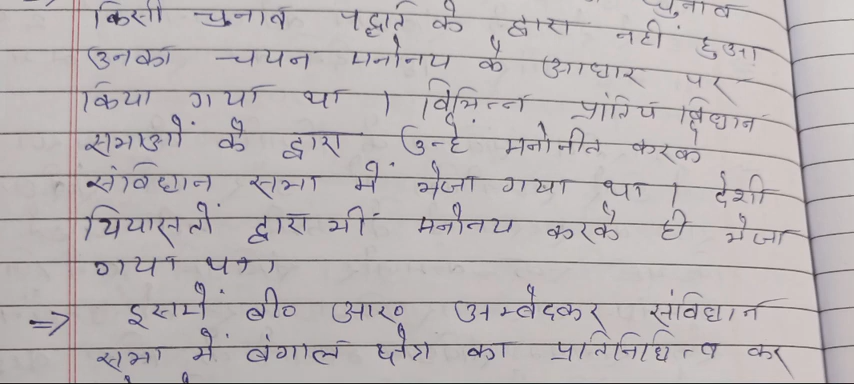 चुनाव
किसी चुनाव पद्धति के द्वारा नहीं हुआ
उनका चयन मनोनय के आधार पर
किया गया था । विभिन्न प्रांतिय विधान
सभाओं के द्वारा उन्हे मनोनीत करके
संविधान सभा में भेजा गया था । देशी
रियासतों द्वारा भी मनोनय करके ही भेजा
गया था ।
⇒ इसमें बी० आर० अम्बेदकर संविधान
सभा में बंगाल क्षेत्र का प्रतिनिधित्व कर